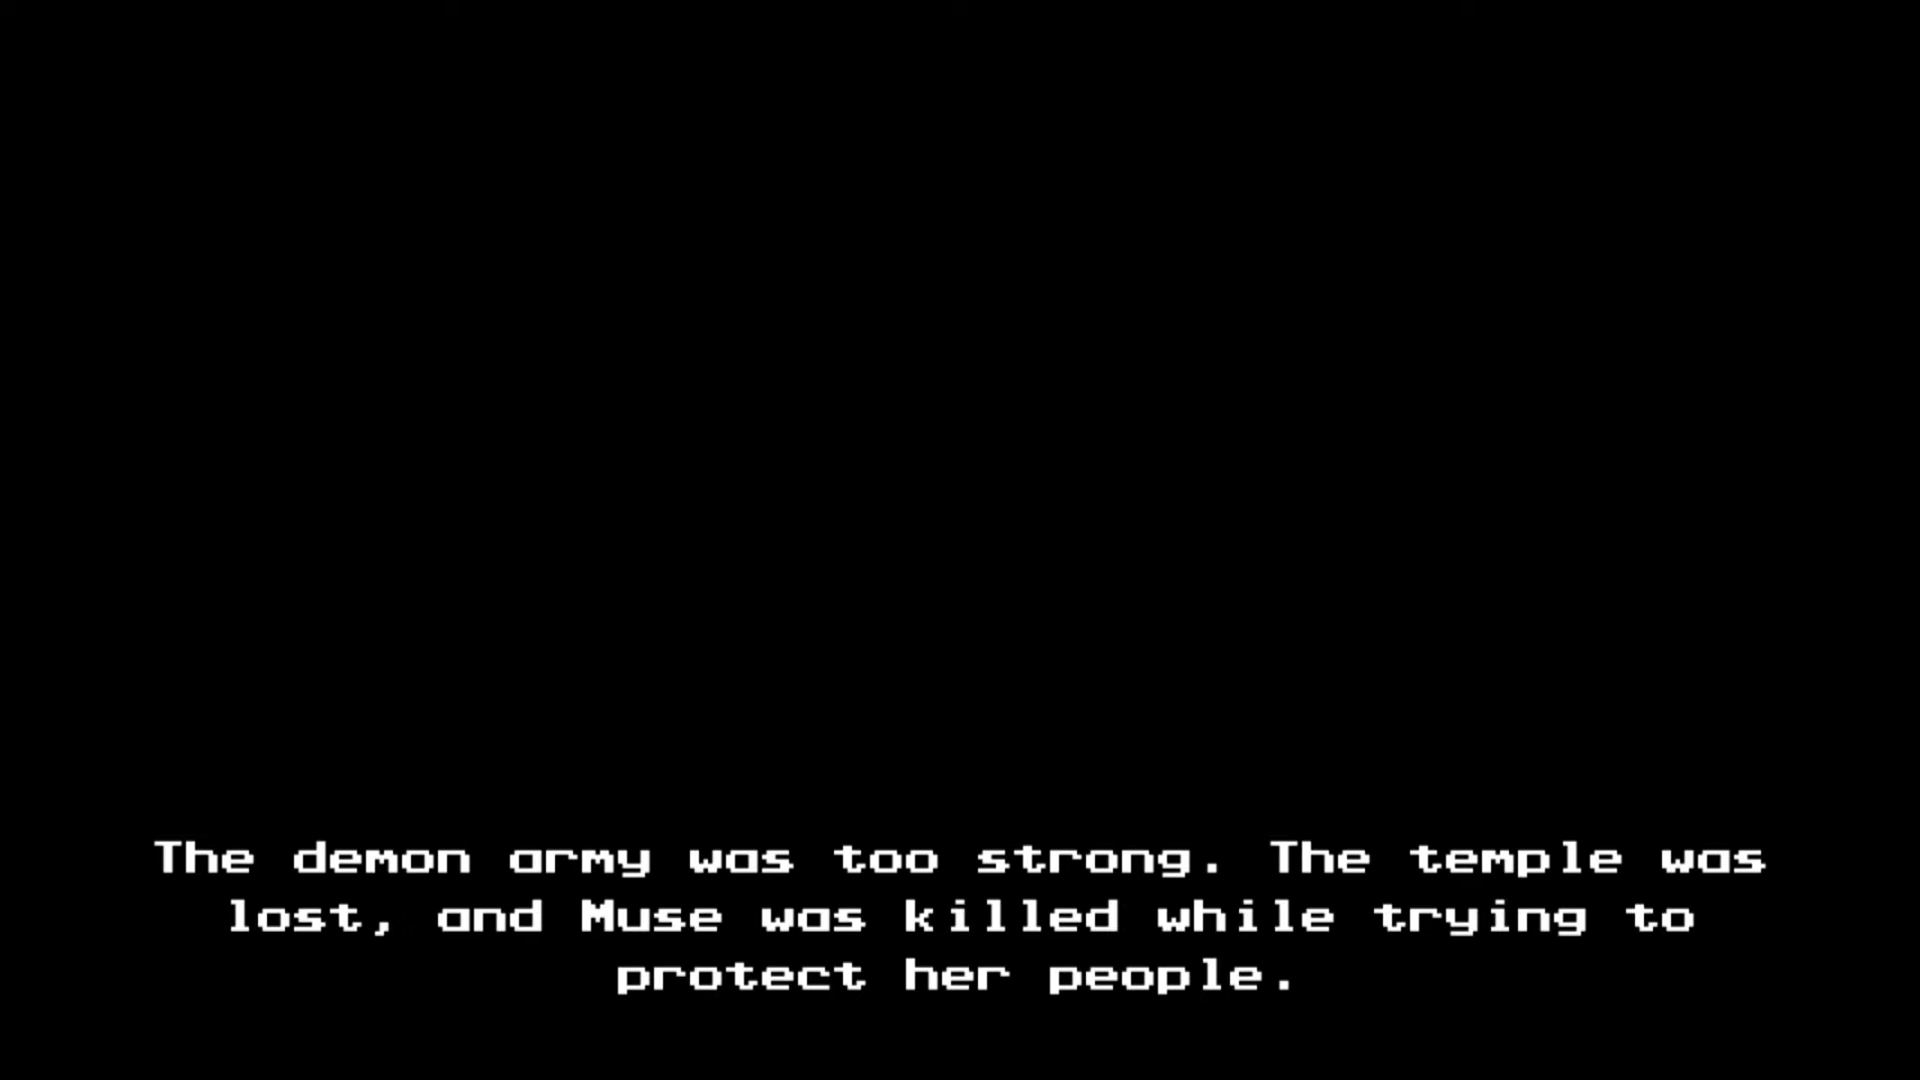 The demon army was too strong. The temple was
lost, and Muse was killed while trying to
protect her people.